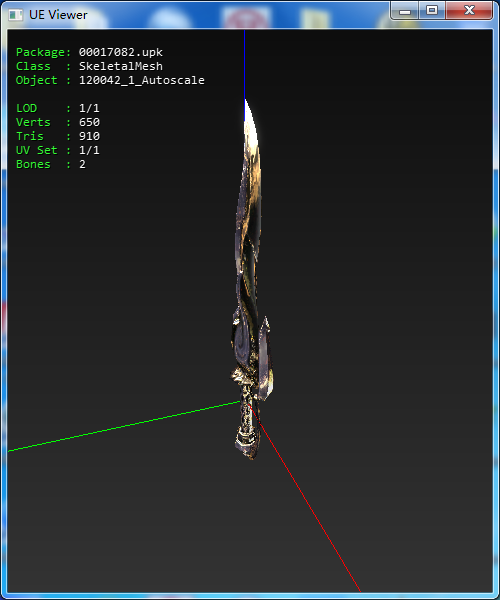 UE Viewer
Package: 00017082.upk
Class : SkeletalMesh
Object : 120042_1_Autoscale
LOD : 1/1
Verts : 650
Tris : 910
UV Set : 1/1
Bones : 2